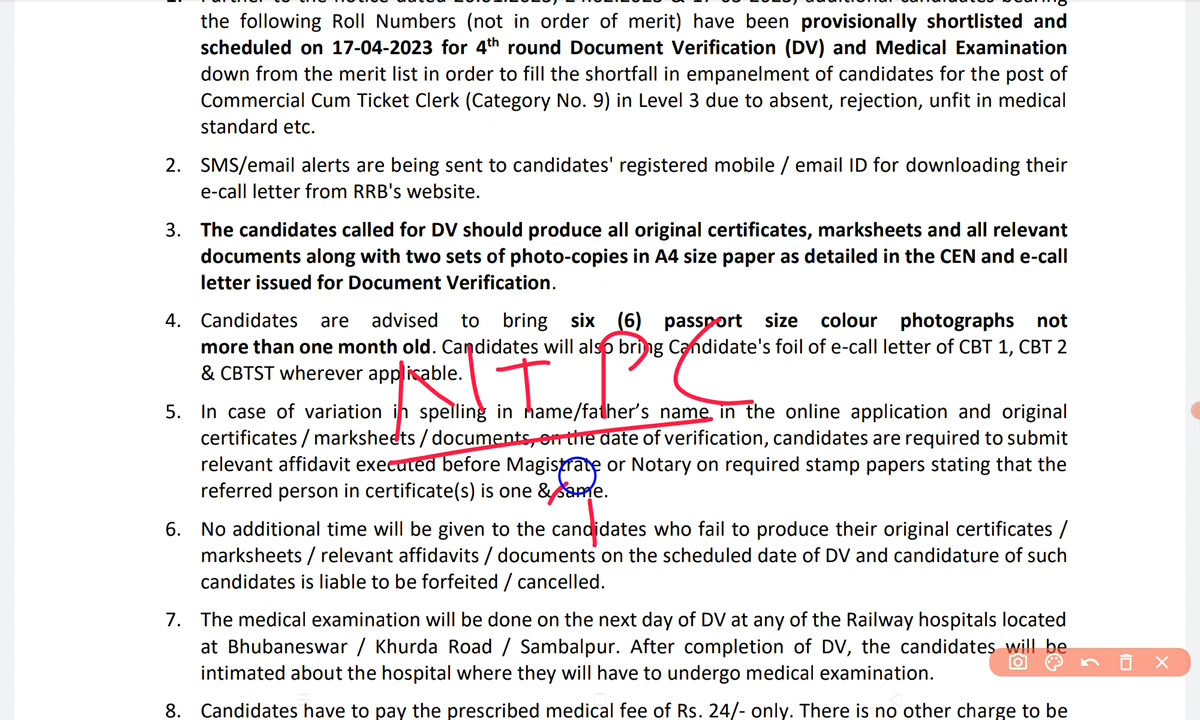 the following Roll Numbers (not in order of merit) have been provisionally shortlisted and
scheduled on 17-04-2023 for 4th round Document Verification (DV) and Medical Examination
down from the merit list in order to fill the shortfall in empanelment of candidates for the post of
Commercial Cum Ticket Clerk (Category No. 9) in Level 3 due to absent, rejection, unfit in medical
standard etc.
2. SMS/email alerts are being sent to candidates' registered mobile / email ID for downloading their
e-call letter from RRB's website.
3. The candidates called for DV should produce all original certificates, marksheets and all relevant
documents along with two sets of photo-copies in A4 size paper as detailed in the CEN and e-call
letter issued for Document Verification.
4. Candidates are advised to bring six (6) passport size colour photographs not
more than one month old. Candidates will also bring Candidate's foil of e-call letter of CBT 1, CBT 2
& CBTST wherever applicable.
NTPC
5. In case of variation in spelling in name/father’s name in the online application and original
certificates / marksheets / documents, on the date of verification, candidates are required to submit
relevant affidavit executed before Magistrate or Notary on required stamp papers stating that the
referred person in certificate(s) is one & same.
6. No additional time will be given to the candidates who fail to produce their original certificates /
marksheets / relevant affidavits / documents on the scheduled date of DV and candidature of such
candidates is liable to be forfeited / cancelled.
7. The medical examination will be done on the next day of DV at any of the Railway hospitals located
at Bhubaneswar / Khurda Road / Sambalpur. After completion of DV, the candidates will be
intimated about the hospital where they will have to undergo medical examination.
8. Candidates have to pay the prescribed medical fee of Rs. 24/- only. There is no other charge to be